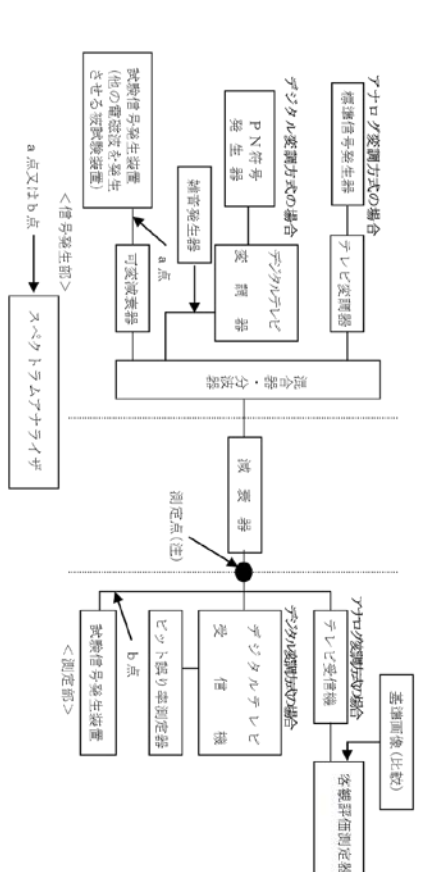 基準画像(比較)
アナログ変調方式の場合
標準信号発生器
テレビ変調器
アナログ変調方式の場合
テレビ受信機
客観評価測定器
デジタル変調方式の場合
PN符号
発生器
デジタルテレビ
変調器
混合器・分波器
減衰器
測定点(注)
デジタル変調方式の場合
デジタルテレビ
受信機
雑音発生器
ビット誤り率測定器
a点
試験信号発生装置
(他の電磁波を発生
させる被試験装置)
可変減衰器
b点
試験信号発生装置
<信号発生部>
<測定部>
a点又はb点
スペクトラムアナライザ